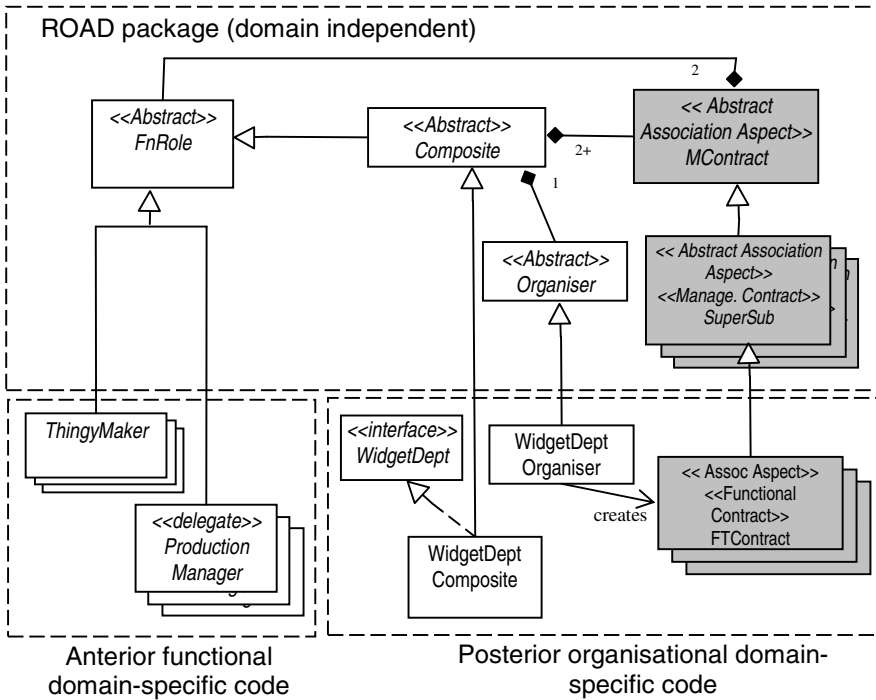 ROAD package (domain independent)
2
<<Abstract>>
FnRole
<<Abstract>>
Composite
2+
<< Abstract
Association Aspect>>
MContract
1
<<Abstract>>
Organiser
<< Abstract Association
Aspect>>
<<Manage. Contract>>
SuperSub
ThingyMaker
<<delegate>>
Production
Manager
<<interface>>
WidgetDept
WidgetDept
Organiser
creates
<< Assoc Aspect>>
<<Functional
Contract>>
FTContract
WidgetDept
Composite
Anterior functional
domain-specific code
Posterior organisational domain-
specific code